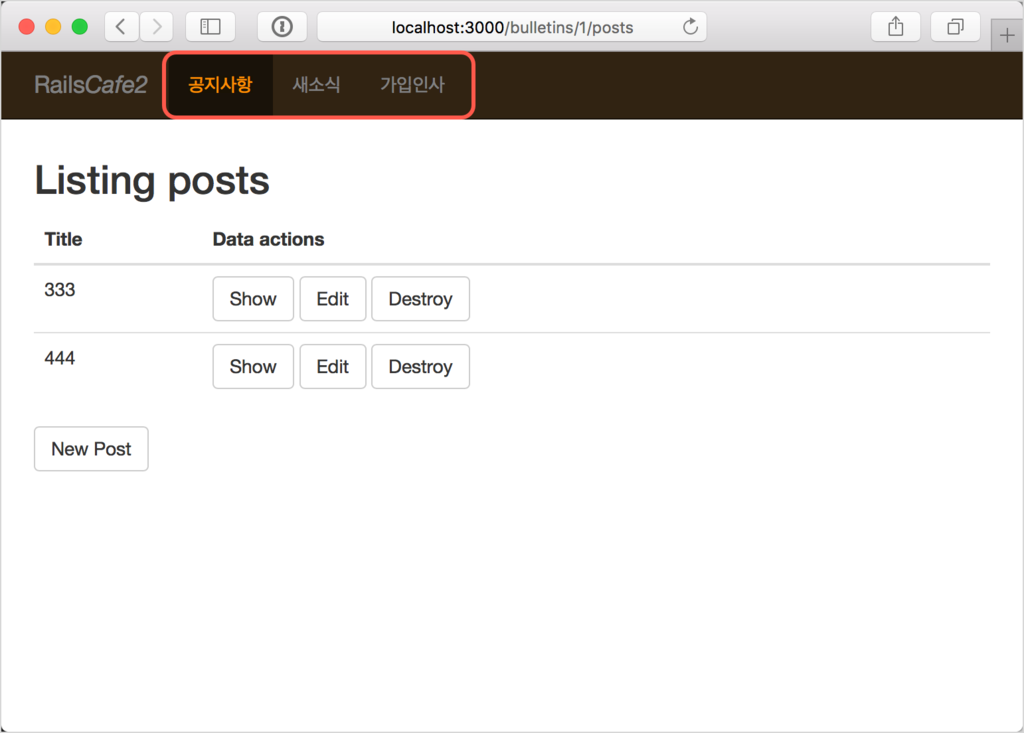 localhost:3000/bulletins/1/posts
RailsCafe2 공지사항 새소식 가입인사
Listing posts
Title Data actions
333 Show Edit Destroy
444 Show Edit Destroy
New Post